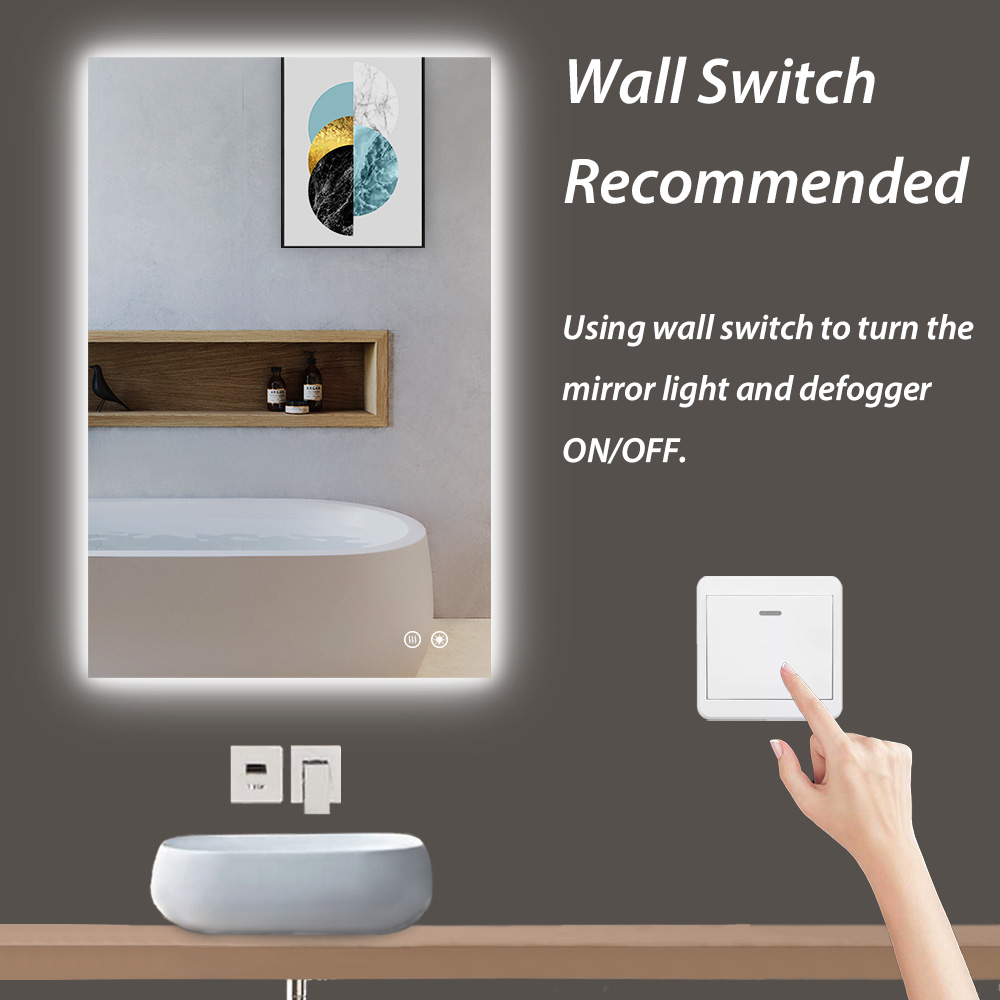 Wall Switch
Recommended
Using wall switch to turn the
mirror light and defogger
ON/OFF.